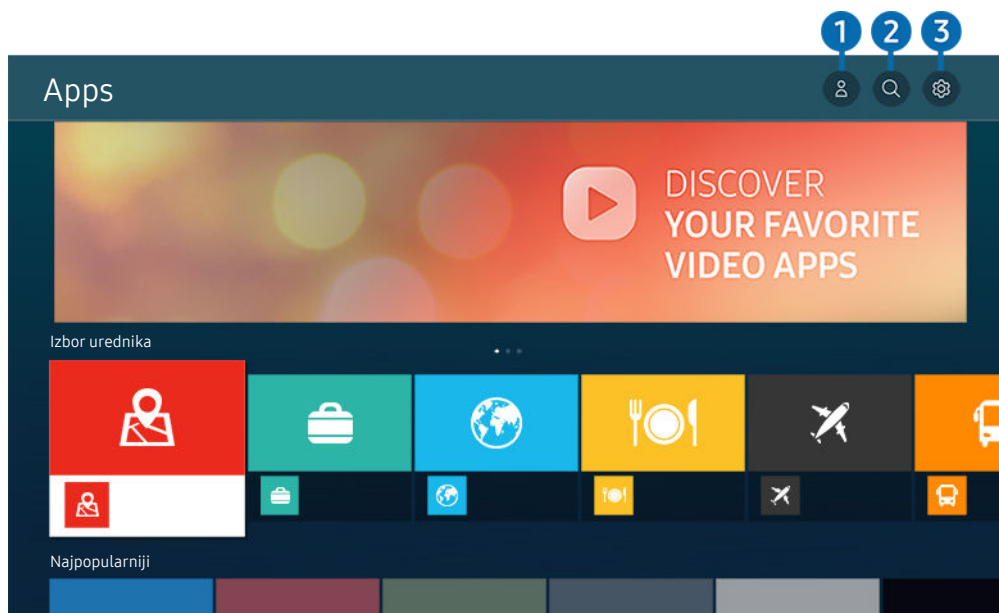 1 2 3
Apps
DISCOVER
YOUR FAVORITE
VIDEO APPS
Izbor urednika
Najpopularniji